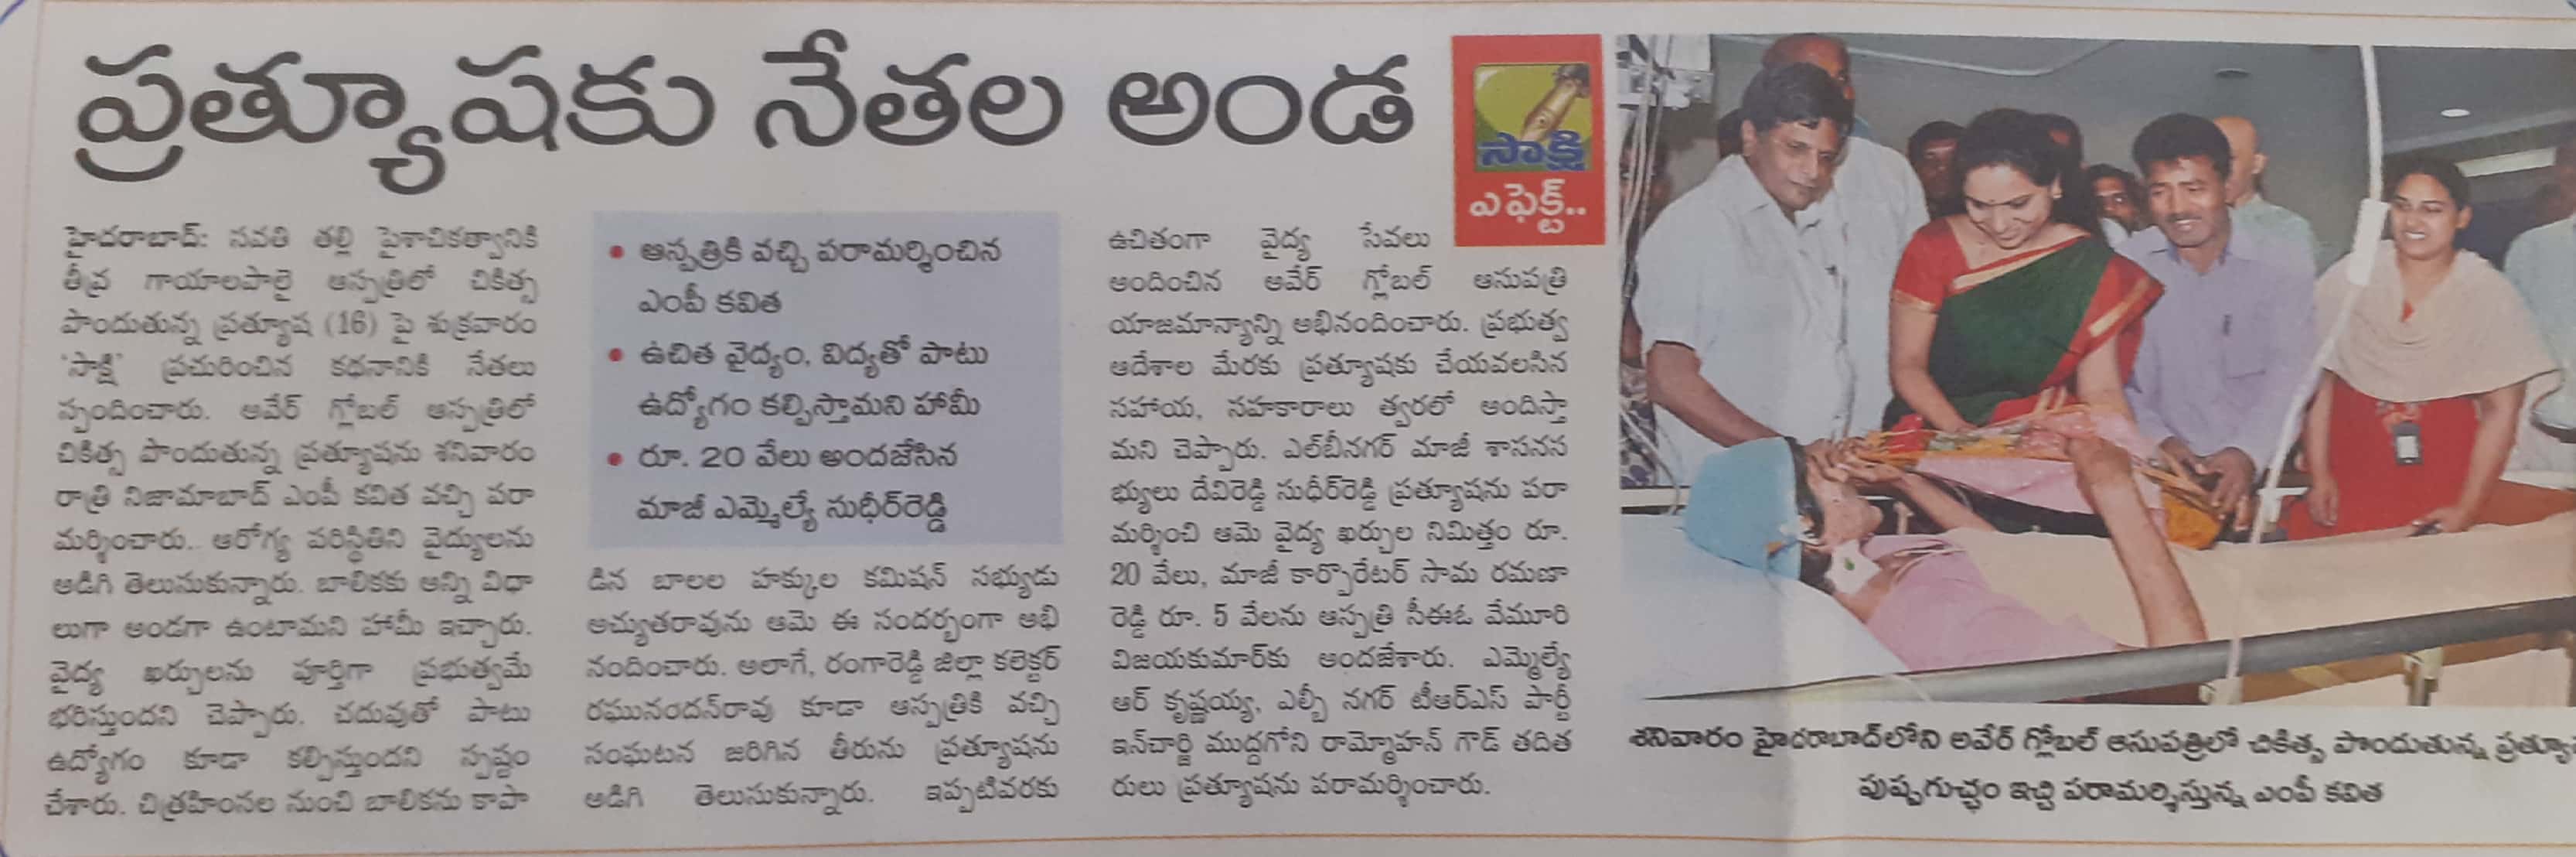 ప్రత్యూషకు నేతల అండ
సాక్షి
ఎఫెక్ట్..
హైదరాబాద్: సవతి తల్లి పైశాచికత్వానికి
తీవ్ర గాయాలపాలై ఆస్పత్రిలో చికిత్స
పొందుతున్న ప్రత్యూష (16) పై శుక్రవారం
'సాక్షి' ప్రచురించిన కథనానికి నేతలు
స్పందించారు. అవేర్ గ్లోబల్ ఆస్పత్రిలో
చికిత్స పొందుతున్న ప్రత్యూషను శనివారం
రాత్రి నిజామాబాద్ ఎంపీ కవిత వచ్చి పరా
మర్శించారు. ఆరోగ్య పరిస్థితిని వైద్యులను
అడిగి తెలుసుకున్నారు. బాలికకు అన్ని విధా
లుగా అండగా ఉంటామని హామీ ఇచ్చారు.
వైద్య ఖర్చులను పూర్తిగా ప్రభుత్వమే
భరిస్తుందని చెప్పారు. చదువుతో పాటు
ఉద్యోగం కూడా కల్పిస్తుందని స్పష్టం
చేశారు. చిత్రహింసల నుంచి బాలికను కాపా
• ఆస్పత్రికి వచ్చి పరామర్శించిన
ఎంపీ కవిత
• ఉచిత వైద్యం, విద్యతో పాటు
ఉద్యోగం కల్పిస్తామని హామీ
• రూ. 20 వేలు అందజేసిన
మాజీ ఎమ్మెల్యే సుధీర్‌రెడ్డి
డిన బాలల హక్కుల కమిషన్ సభ్యుడు
అచ్యుతరావును ఆమె ఈ సందర్భంగా అభి
నందించారు. అలాగే, రంగారెడ్డి జిల్లా కలెక్టర్
రఘునందన్‌రావు కూడా ఆస్పత్రికి వచ్చి
సంఘటన జరిగిన తీరును ప్రత్యూషను
అడిగి తెలుసుకున్నారు. ఇప్పటివరకు
ఉచితంగా వైద్య సేవలు
అందించిన అవేర్ గ్లోబల్ ఆసుపత్రి
యాజమాన్యాన్ని అభినందించారు. ప్రభుత్వ
ఆదేశాల మేరకు ప్రత్యూషకు చేయవలసిన
సహాయ, సహకారాలు త్వరలో అందిస్తా
మని చెప్పారు. ఎల్‌బీనగర్ మాజీ శాసనస
భ్యులు దేవిరెడ్డి సుధీర్‌రెడ్డి ప్రత్యూషను పరా
మర్శించి ఆమె వైద్య ఖర్చుల నిమిత్తం రూ.
20 వేలు, మాజీ కార్పొరేటర్ సామ రమణా
రెడ్డి రూ. 5 వేలను ఆస్పత్రి సీఈఓ వేమూరి
విజయకుమార్‌కు అందజేశారు. ఎమ్మెల్యే
ఆర్ కృష్ణయ్య, ఎల్బీ నగర్ టీఆర్ఎస్ పార్టీ
ఇన్‌చార్జి ముద్దగోని రామ్మోహన్ గౌడ్ తదిత
రులు ప్రత్యూషను పరామర్శించారు.
శనివారం హైదరాబాద్‌లోని అవేర్ గ్లోబల్ ఆసుపత్రిలో చికిత్స పొందుతున్న
పుష్పగుచ్ఛం ఇచ్చి పరామర్శిస్తున్న ఎంపీ కవిత